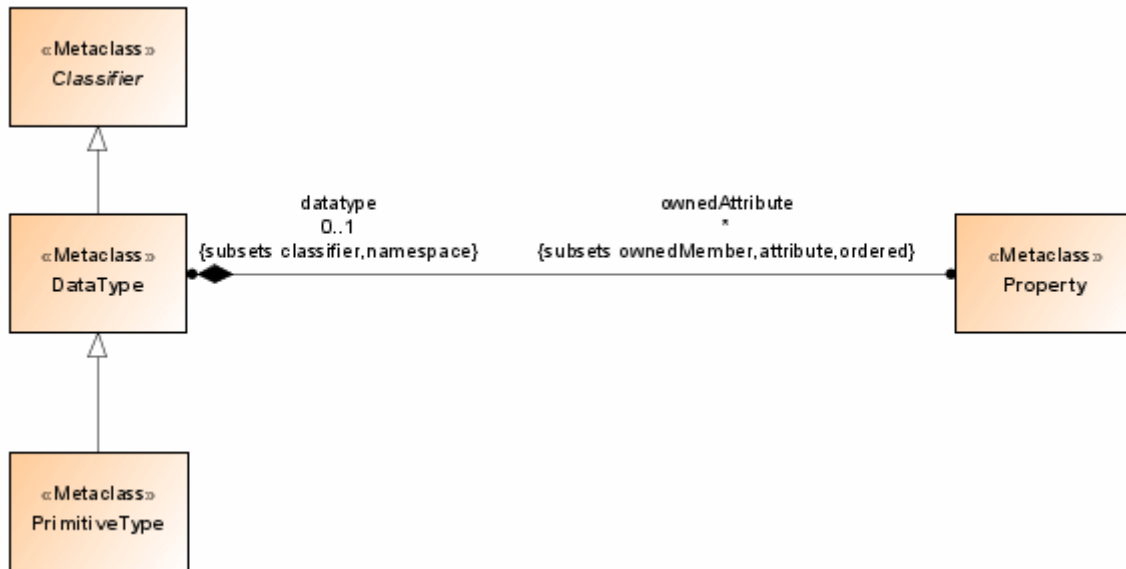 «Metaclass»
Classifier
datatype
0..1
{subsets classifier,namespace}
ownedAttribute
*
{subsets ownedMember,attribute,ordered}
«Metaclass»
DataType
«Metaclass»
Property
«Metaclass»
PrimitiveType